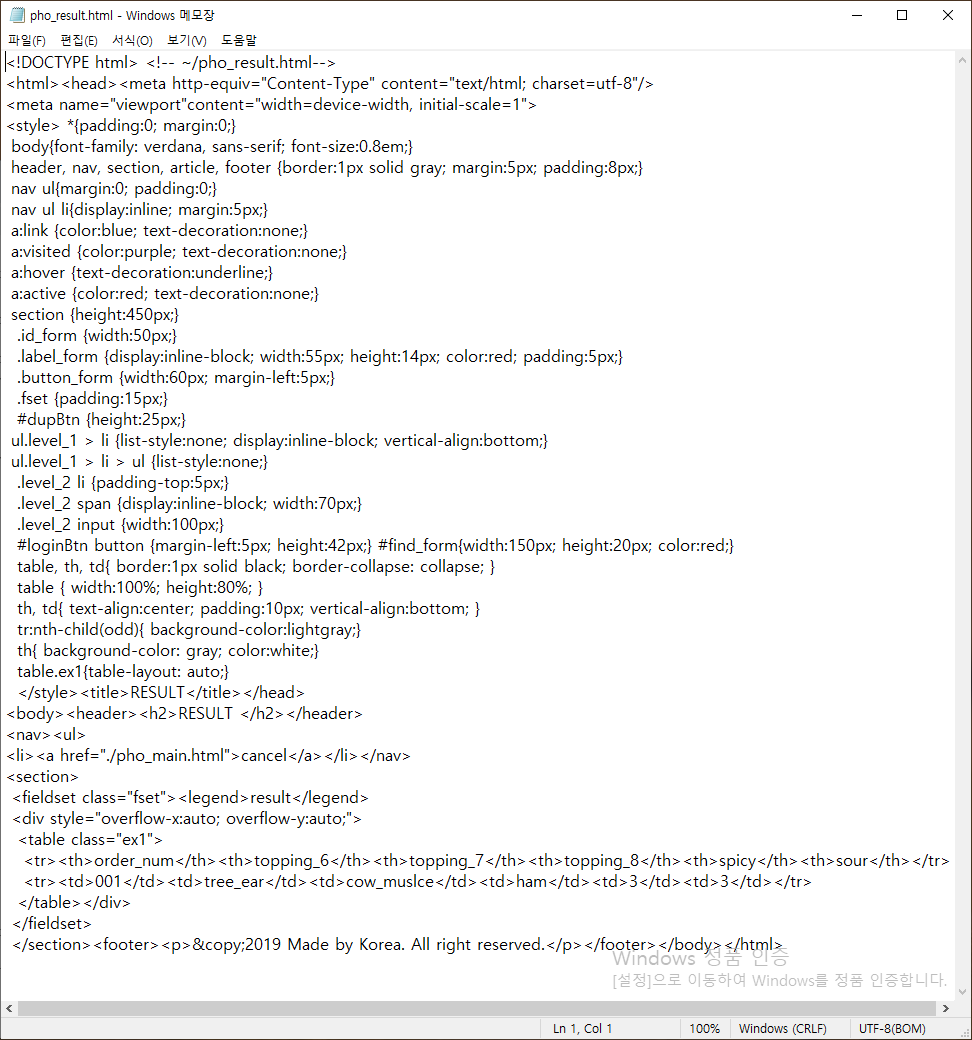 pho_result.html - Windows 메모장
파일(F) 편집(E) 서식(O) 보기(V) 도움말
<!DOCTYPE html> <!-- ~/pho_result.html-->
<html><head><meta http-equiv="Content-Type" content="text/html; charset=utf-8"/>
<meta name="viewport"content="width=device-width, initial-scale=1">
<style> *{padding:0; margin:0;}
body{font-family: verdana, sans-serif; font-size:0.8em;}
header, nav, section, article, footer {border:1px solid gray; margin:5px; padding:8px;}
nav ul{margin:0; padding:0;}
nav ul li{display:inline; margin:5px;}
a:link {color:blue; text-decoration:none;}
a:visited {color:purple; text-decoration:none;}
a:hover {text-decoration:underline;}
a:active {color:red; text-decoration:none;}
section {height:450px;}
.id_form {width:50px;}
.label_form {display:inline-block; width:55px; height:14px; color:red; padding:5px;}
.button_form {width:60px; margin-left:5px;}
.fset {padding:15px;}
#dupBtn {height:25px;}
ul.level_1 > li {list-style:none; display:inline-block; vertical-align:bottom;}
ul.level_1 > li > ul {list-style:none;}
.level_2 li {padding-top:5px;}
.level_2 span {display:inline-block; width:70px;}
.level_2 input {width:100px;}
#loginBtn button {margin-left:5px; height:42px;} #find_form{width:150px; height:20px; color:red;}
table, th, td{ border:1px solid black; border-collapse: collapse; }
table { width:100%; height:80%; }
th, td{ text-align:center; padding:10px; vertical-align:bottom; }
tr:nth-child(odd){ background-color:lightgray;}
th{ background-color: gray; color:white;}
table.ex1{table-layout: auto;}
</style><title>RESULT</title></head>
<body><header><h2>RESULT </h2></header>
<nav><ul>
<li><a href="./pho_main.html">cancel</a></li></nav>
<section>
<fieldset class="fset"><legend>result</legend>
<div style="overflow-x:auto; overflow-y:auto;">
<table class="ex1">
<tr><th>order_num</th><th>topping_6</th><th>topping_7</th><th>topping_8</th><th>spicy</th><th>sour</th></tr>
<tr><td>001</td><td>tree_ear</td><td>cow_muslce</td><td>ham</td><td>3</td><td>3</td></tr>
</table></div>
</fieldset>
</section><footer><p>&copy;2019 Made by Korea. All right reserved.</p></footer></body></html>
Windows 정품 인증
[설정]으로 이동하여 Windows를 정품 인증합니다.
Ln 1, Col 1 100% Windows (CRLF) UTF-8(BOM)